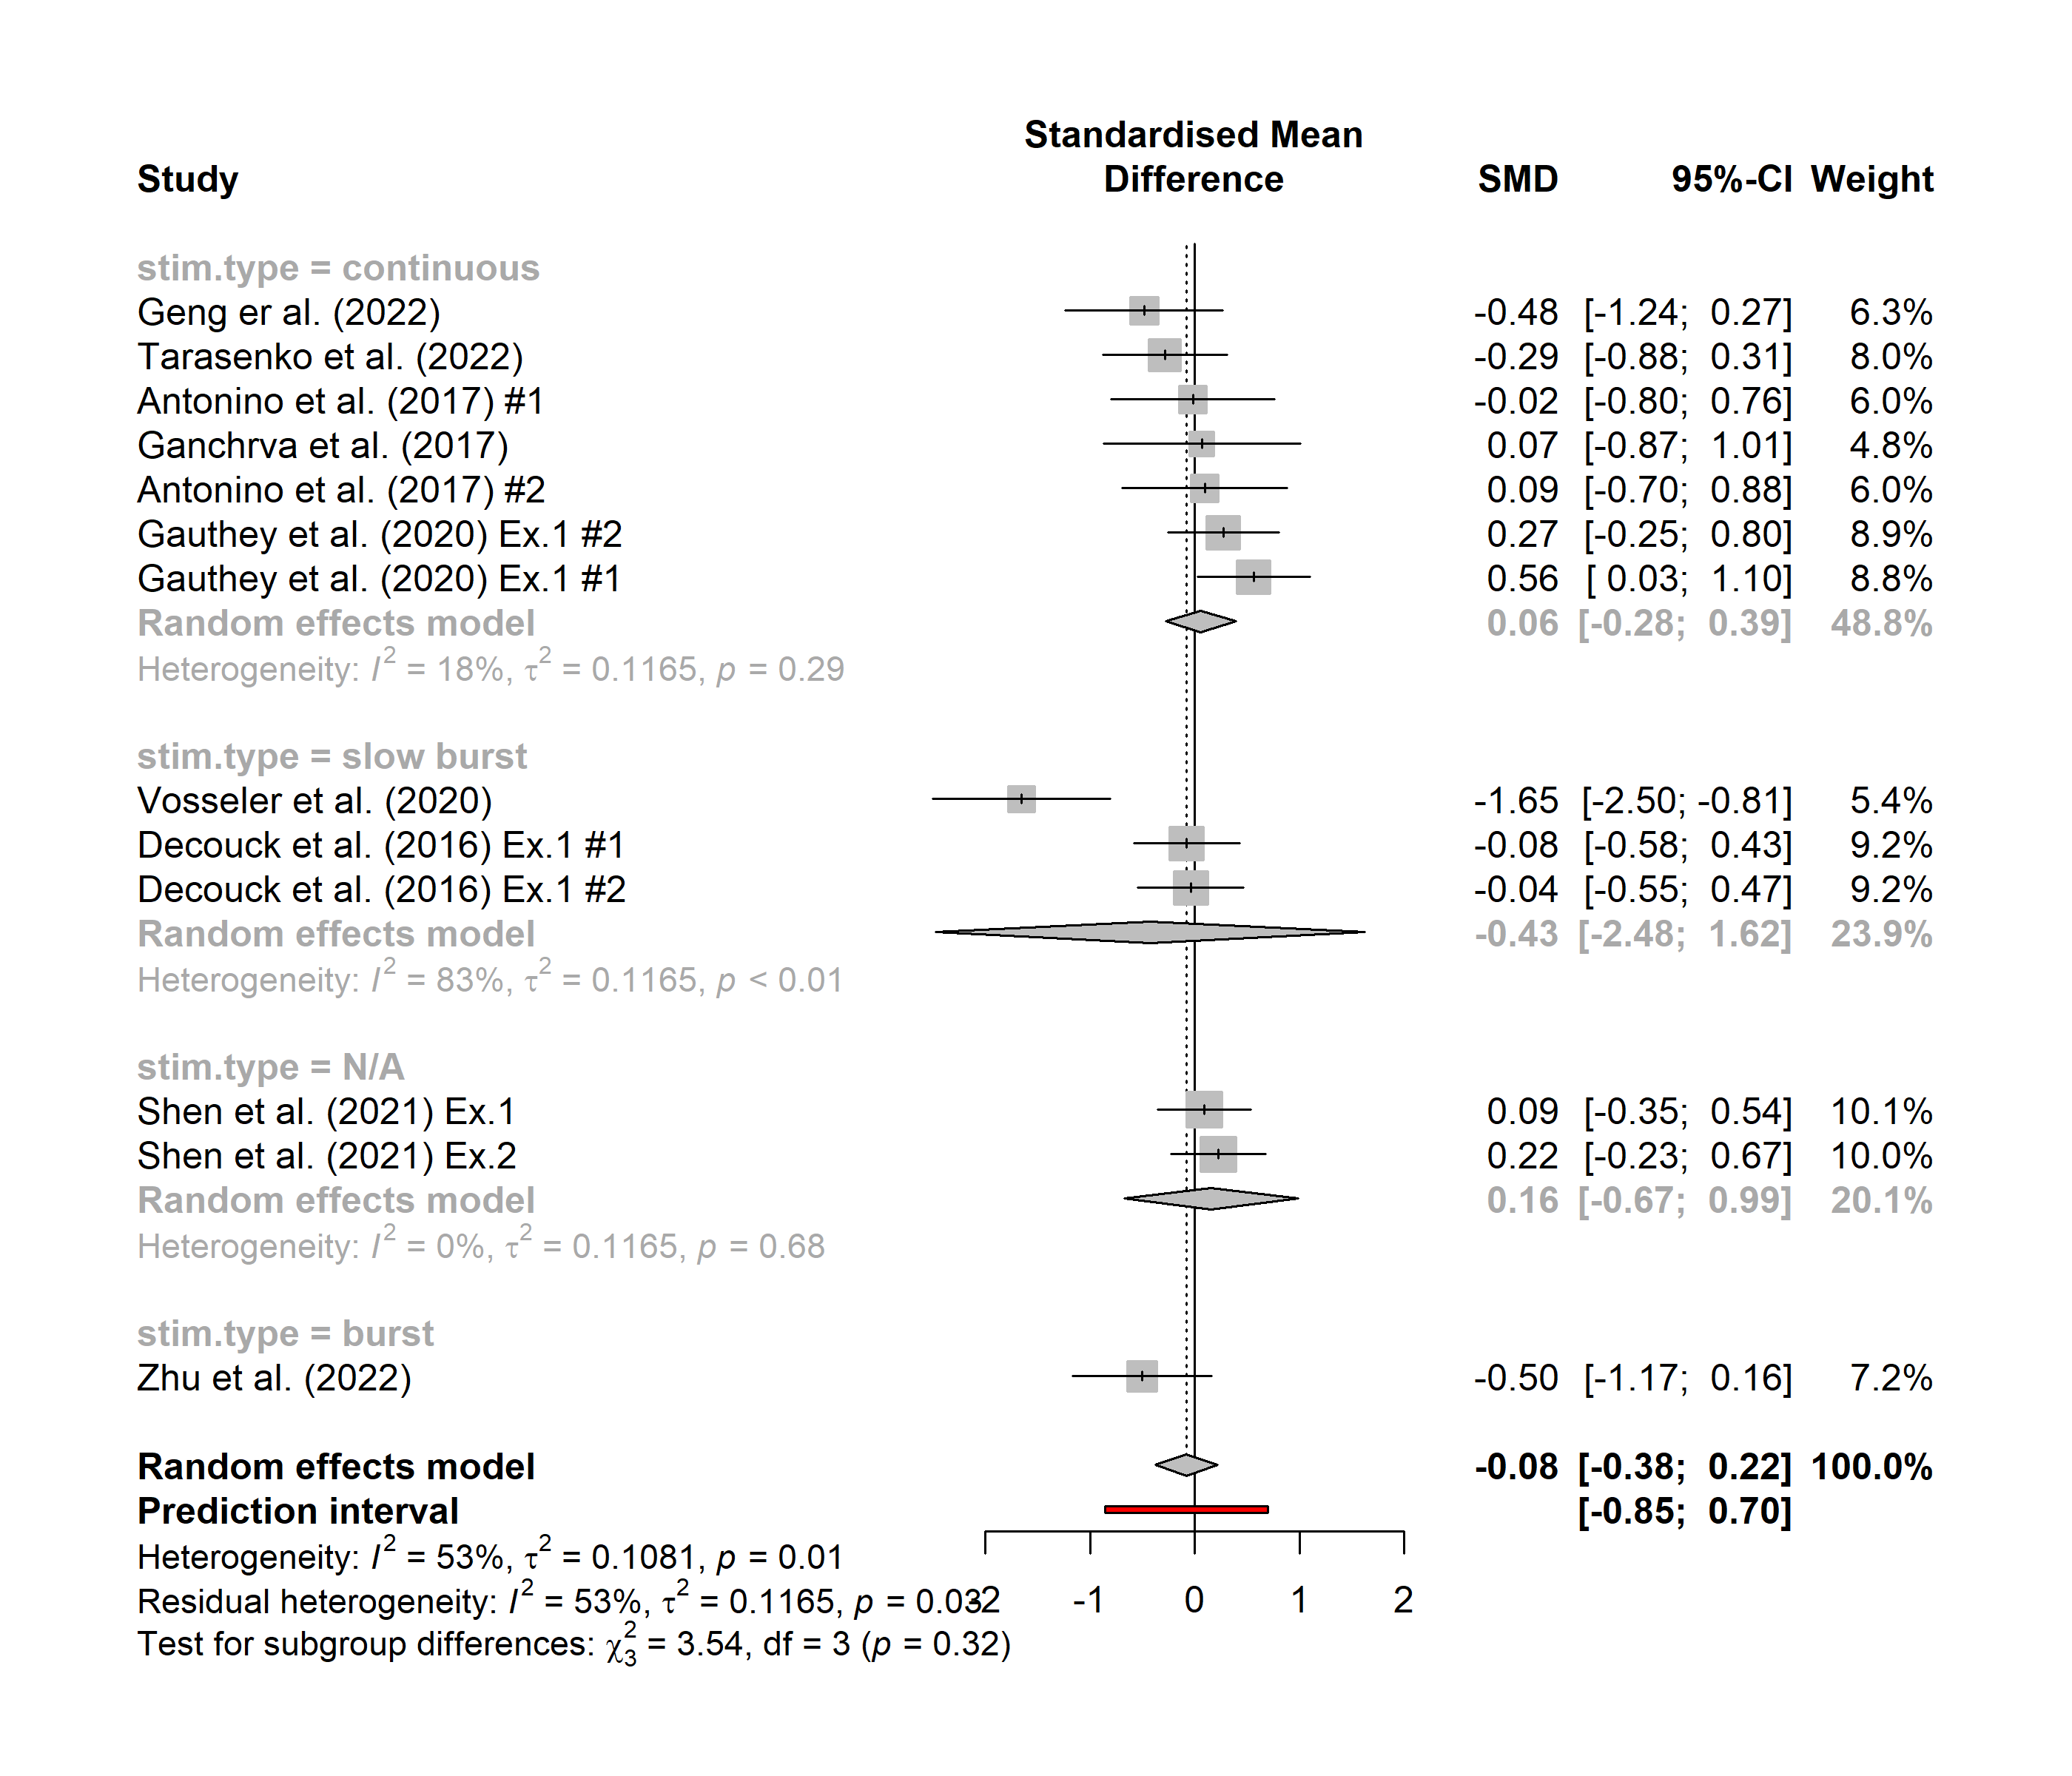 Standardised Mean
Study Difference SMD 95%-CI Weight
stim.type = continuous
Geng er al. (2022) -0.48 [-1.24; 0.27] 6.3%
Tarasenko et al. (2022) -0.29 [-0.88; 0.31] 8.0%
Antonino et al. (2017) #1 -0.02 [-0.80; 0.76] 6.0%
Ganchrva et al. (2017) 0.07 [-0.87; 1.01] 4.8%
Antonino et al. (2017) #2 0.09 [-0.70; 0.88] 6.0%
Gauthey et al. (2020) Ex.1 #2 0.27 [-0.25; 0.80] 8.9%
Gauthey et al. (2020) Ex.1 #1 0.56 [ 0.03; 1.10] 8.8%
Random effects model 0.06 [-0.28; 0.39] 48.8%
Heterogeneity: I² = 18%, τ² = 0.1165, p = 0.29
stim.type = slow burst
Vosseler et al. (2020) -1.65 [-2.50; -0.81] 5.4%
Decouck et al. (2016) Ex.1 #1 -0.08 [-0.58; 0.43] 9.2%
Decouck et al. (2016) Ex.1 #2 -0.04 [-0.55; 0.47] 9.2%
Random effects model -0.43 [-2.48; 1.62] 23.9%
Heterogeneity: I² = 83%, τ² = 0.1165, p < 0.01
stim.type = N/A
Shen et al. (2021) Ex.1 0.09 [-0.35; 0.54] 10.1%
Shen et al. (2021) Ex.2 0.22 [-0.23; 0.67] 10.0%
Random effects model 0.16 [-0.67; 0.99] 20.1%
Heterogeneity: I² = 0%, τ² = 0.1165, p = 0.68
stim.type = burst
Zhu et al. (2022) -0.50 [-1.17; 0.16] 7.2%
Random effects model -0.08 [-0.38; 0.22] 100.0%
Prediction interval [-0.85; 0.70]
Heterogeneity: I² = 53%, τ² = 0.1081, p = 0.01
Residual heterogeneity: I² = 53%, τ² = 0.1165, p = 0.03 -2 -1 0 1 2
Test for subgroup differences: χ²₃ = 3.54, df = 3 (p = 0.32)